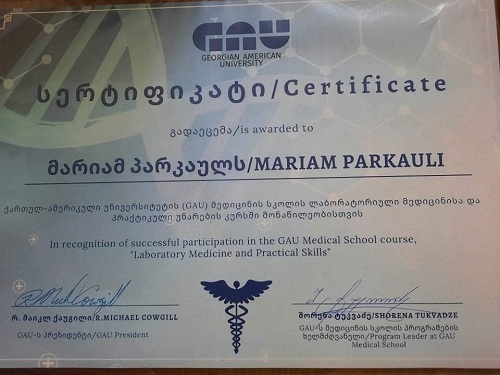 GAU
GEORGIAN AMERICAN
UNIVERSITY
სერტიფიკატი/Certificate
გადაეცემა/is awarded to
მარიამ პარკაულს/MARIAM PARKAULI
ქართულ-ამერიკული უნივერსიტეტის (GAU) მედიცინის სკოლის ლაბორატორიული მედიცინისა და
პრაქტიკული უნარების კურსში მონაწილეობისთვის
In recognition of successful participation in the GAU Medical School course,
"Laboratory Medicine and Practical Skills"
რ. მაიკლ ქაუგილი/R.MICHAEL COWGILL
GAU-ს პრეზიდენტი/GAU President
შორენა ტუკვაძე/SHORENA TUKVADZE
GAU-ს მედიცინის სკოლის პროგრამების
ხელმძღვანელი/Program Leader at GAU
Medical School